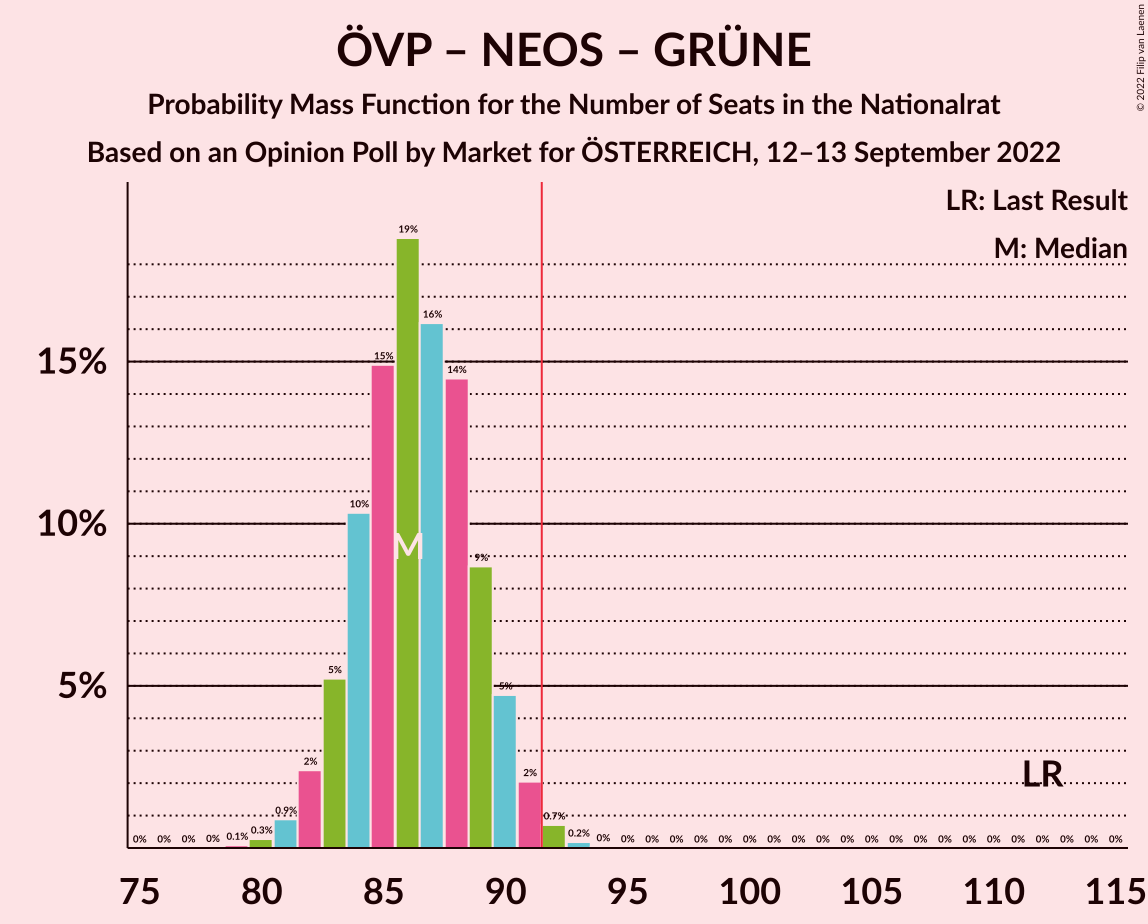 ÖVP – NEOS – GRÜNE
Probability Mass Function for the Number of Seats in the Nationalrat
Based on an Opinion Poll by Market for ÖSTERREICH, 12–13 September 2022
© 2022 Filip van Laenen
LR: Last Result
M: Median
15%
10%
5%
0% 0% 0% 0% 0.1% 0.3% 0.9% 2% 5% 10% 15% 19% 16% 14% 9% 5% 2% 0.7% 0.2% 0% 0% 0% 0% 0% 0% 0% 0% 0% 0% 0% 0% 0% 0% 0% 0% 0% 0% 0% 0% 0% 0%
M
LR
75 80 85 90 95 100 105 110 115